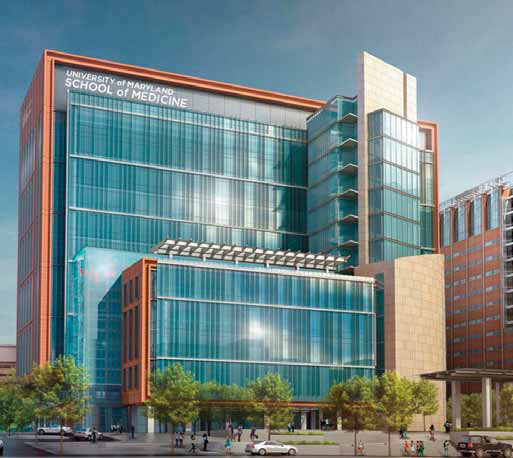 UNIVERSITY of MARYLAND
SCHOOL of MEDICINE